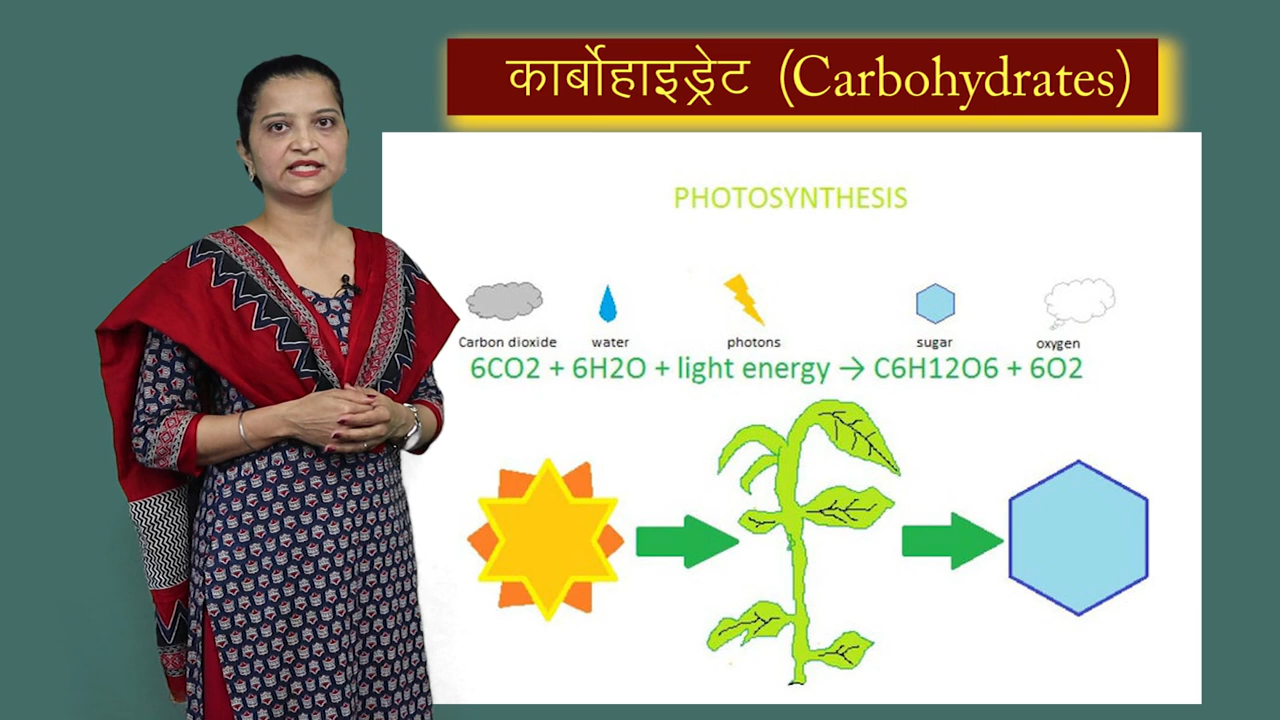 कार्बोहाइड्रेट (Carbohydrates)
PHOTOSYNTHESIS
Carbon dioxide water photons sugar oxygen
6CO2 + 6H2O + light energy → C6H12O6 + 6O2